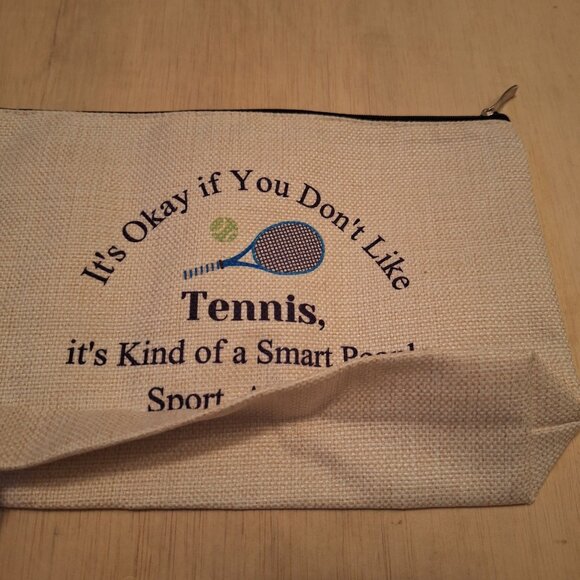 It's Okay if You Don't Like
Tennis,
it's Kind of a Smart
Sport